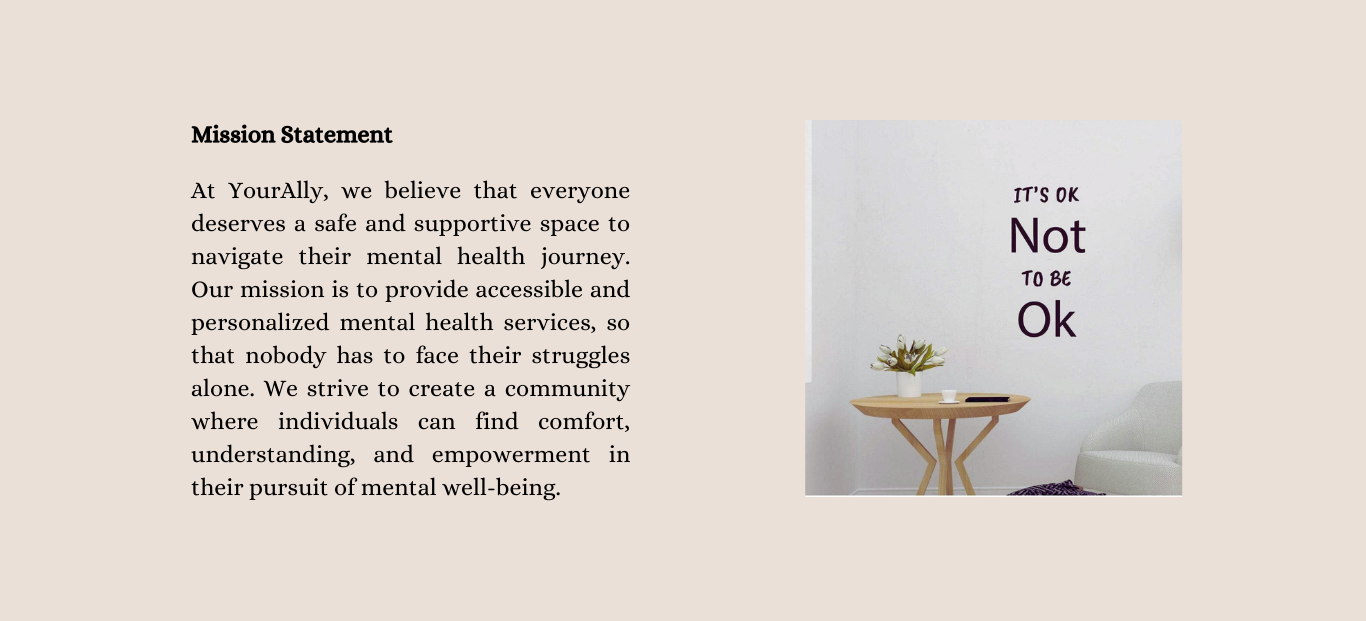 Mission Statement
At YourAlly, we believe that everyone
deserves a safe and supportive space to
navigate their mental health journey.
Our mission is to provide accessible and
personalized mental health services, so
that nobody has to face their struggles
alone. We strive to create a community
where individuals can find comfort,
understanding, and empowerment in
their pursuit of mental well-being.
IT'S OK
Not
TO BE
Ok